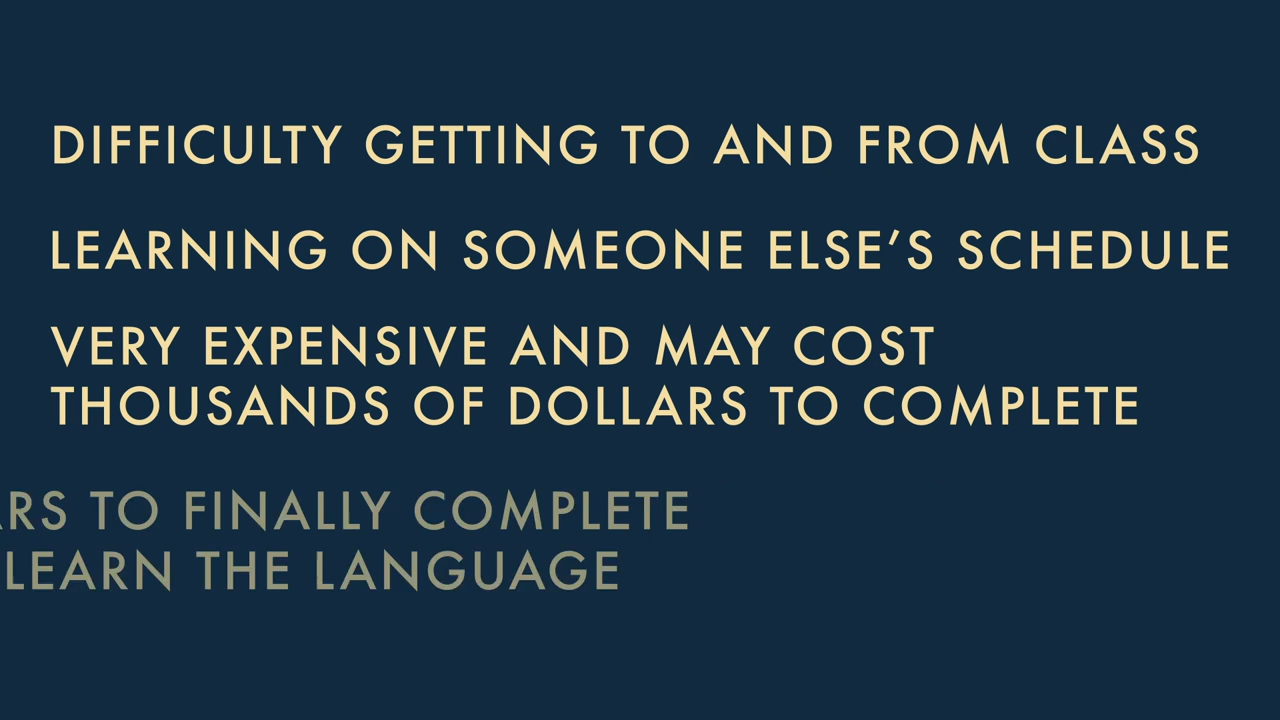 DIFFICULTY GETTING TO AND FROM CLASS
LEARNING ON SOMEONE ELSE’S SCHEDULE
VERY EXPENSIVE AND MAY COST
THOUSANDS OF DOLLARS TO COMPLETE
TO FINALLY COMPLETE
LEARN THE LANGUAGE